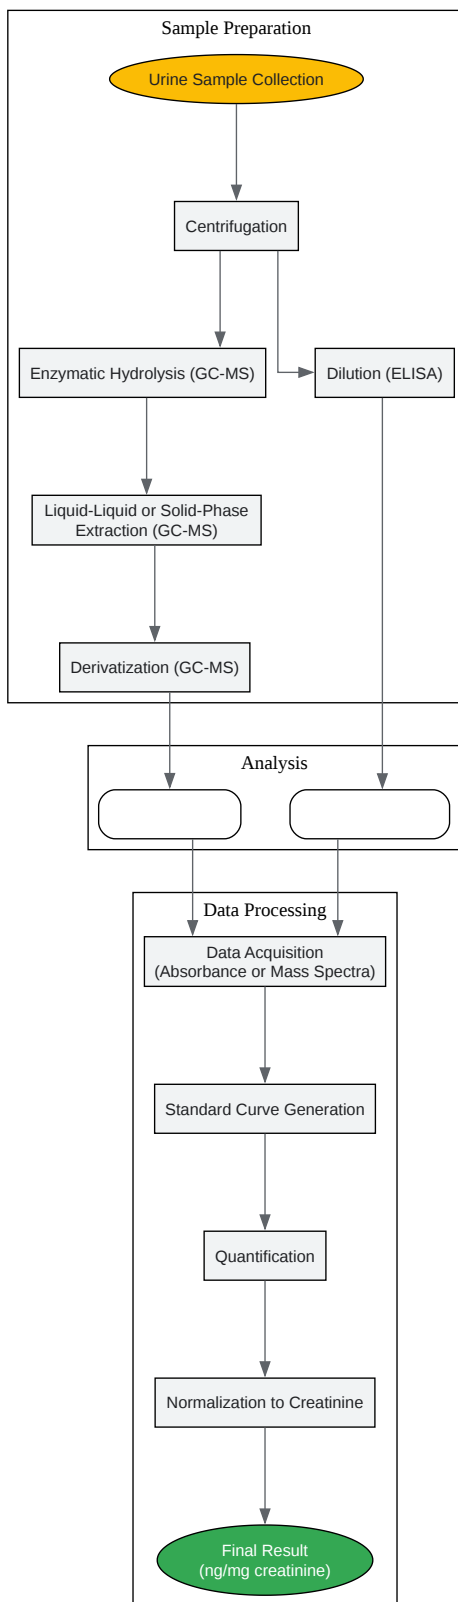 Sample Preparation
Urine Sample Collection
Centrifugation
Enzymatic Hydrolysis (GC-MS)
Dilution (ELISA)
Liquid-Liquid or Solid-Phase
Extraction (GC-MS)
Derivatization (GC-MS)
Analysis
Data Processing
Data Acquisition
(Absorbance or Mass Spectra)
Standard Curve Generation
Quantification
Normalization to Creatinine
Final Result
(ng/mg creatinine)